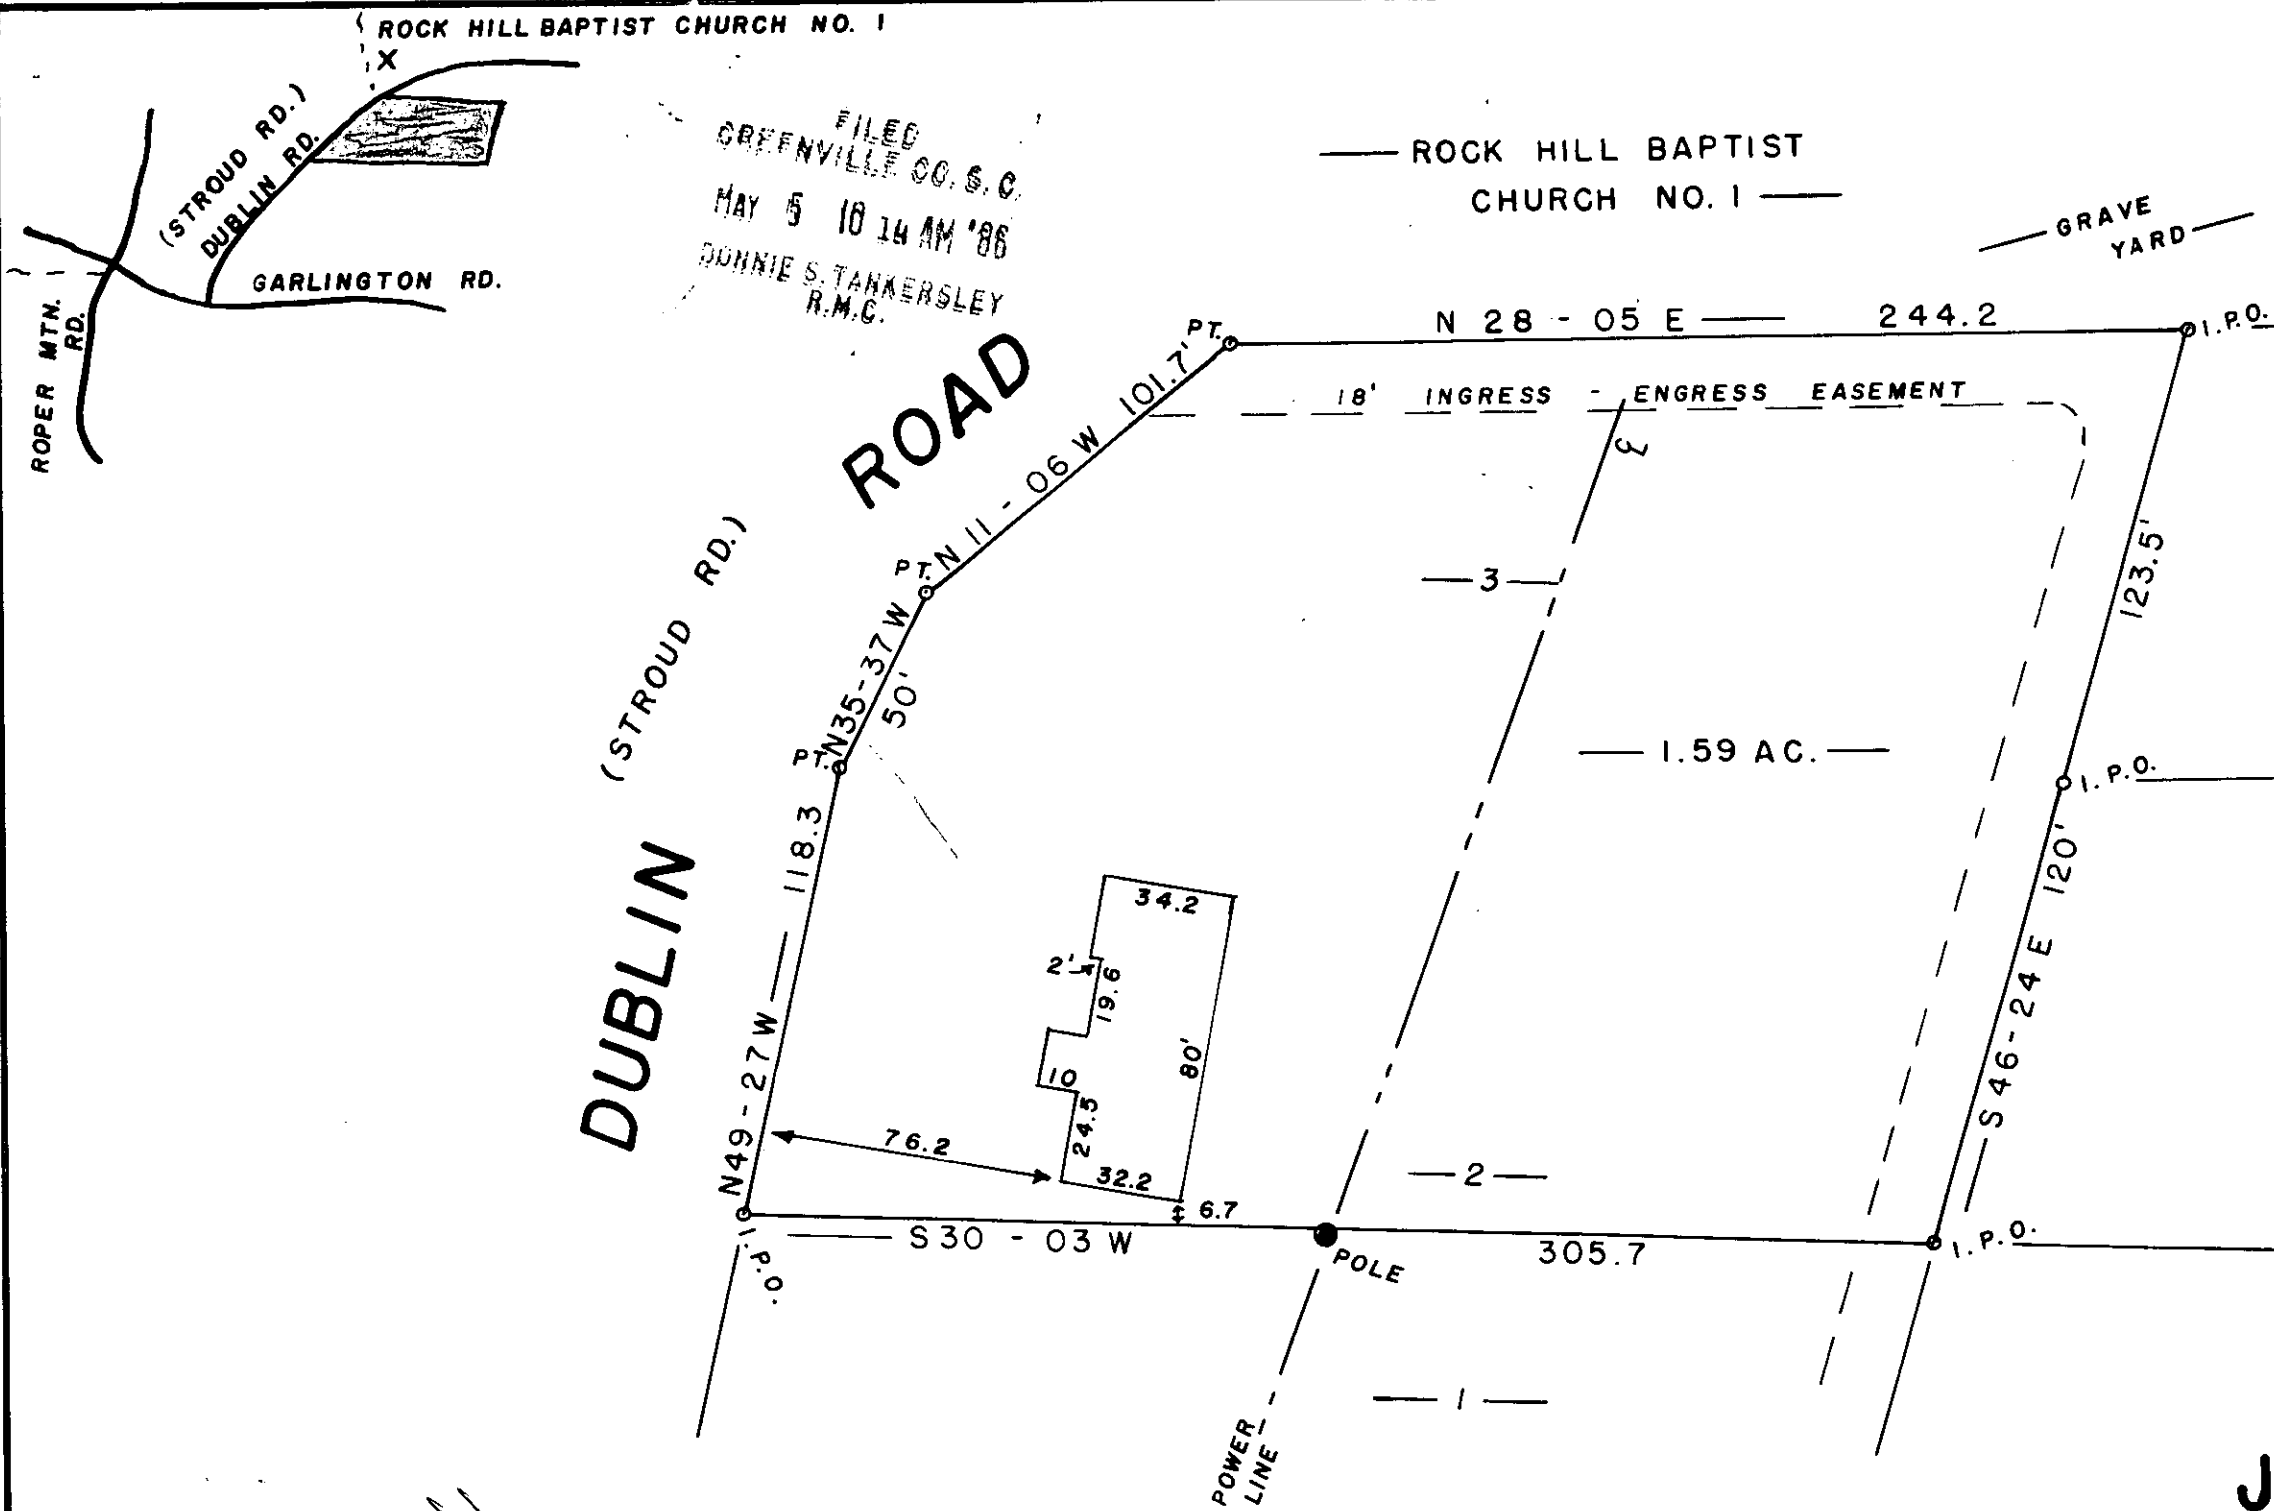 ROCK HILL BAPTIST CHURCH NO. 1
X
(STROUD RD.)
DUBLIN RD.
GARLINGTON RD.
ROPER MTN.
RD.
FILED
GREENVILLE CO. S. C.
MAY 5 10 14 AM '86
DONNIE S. TANKERSLEY
R.M.C.
ROCK HILL BAPTIST
CHURCH NO. 1
GRAVE
YARD
N 28 - 05 E 244.2
PT.
I.P.O.
101.7'
N 11 - 06 W
18' INGRESS - ENGRESS EASEMENT
DUBLIN ROAD
(STROUD RD.)
PT.
N35-37 W
50'
PT.
3
123.5'
1.59 AC.
I.P.O.
118.3
N49-27W
34.2
2'
19.6
80'
10
24.5
32.2
76.2
6.7
120'
S 46-24 E
2
I.P.O.
S30 - 03 W
POLE
305.7
I.P.O.
1
POWER
LINE
J